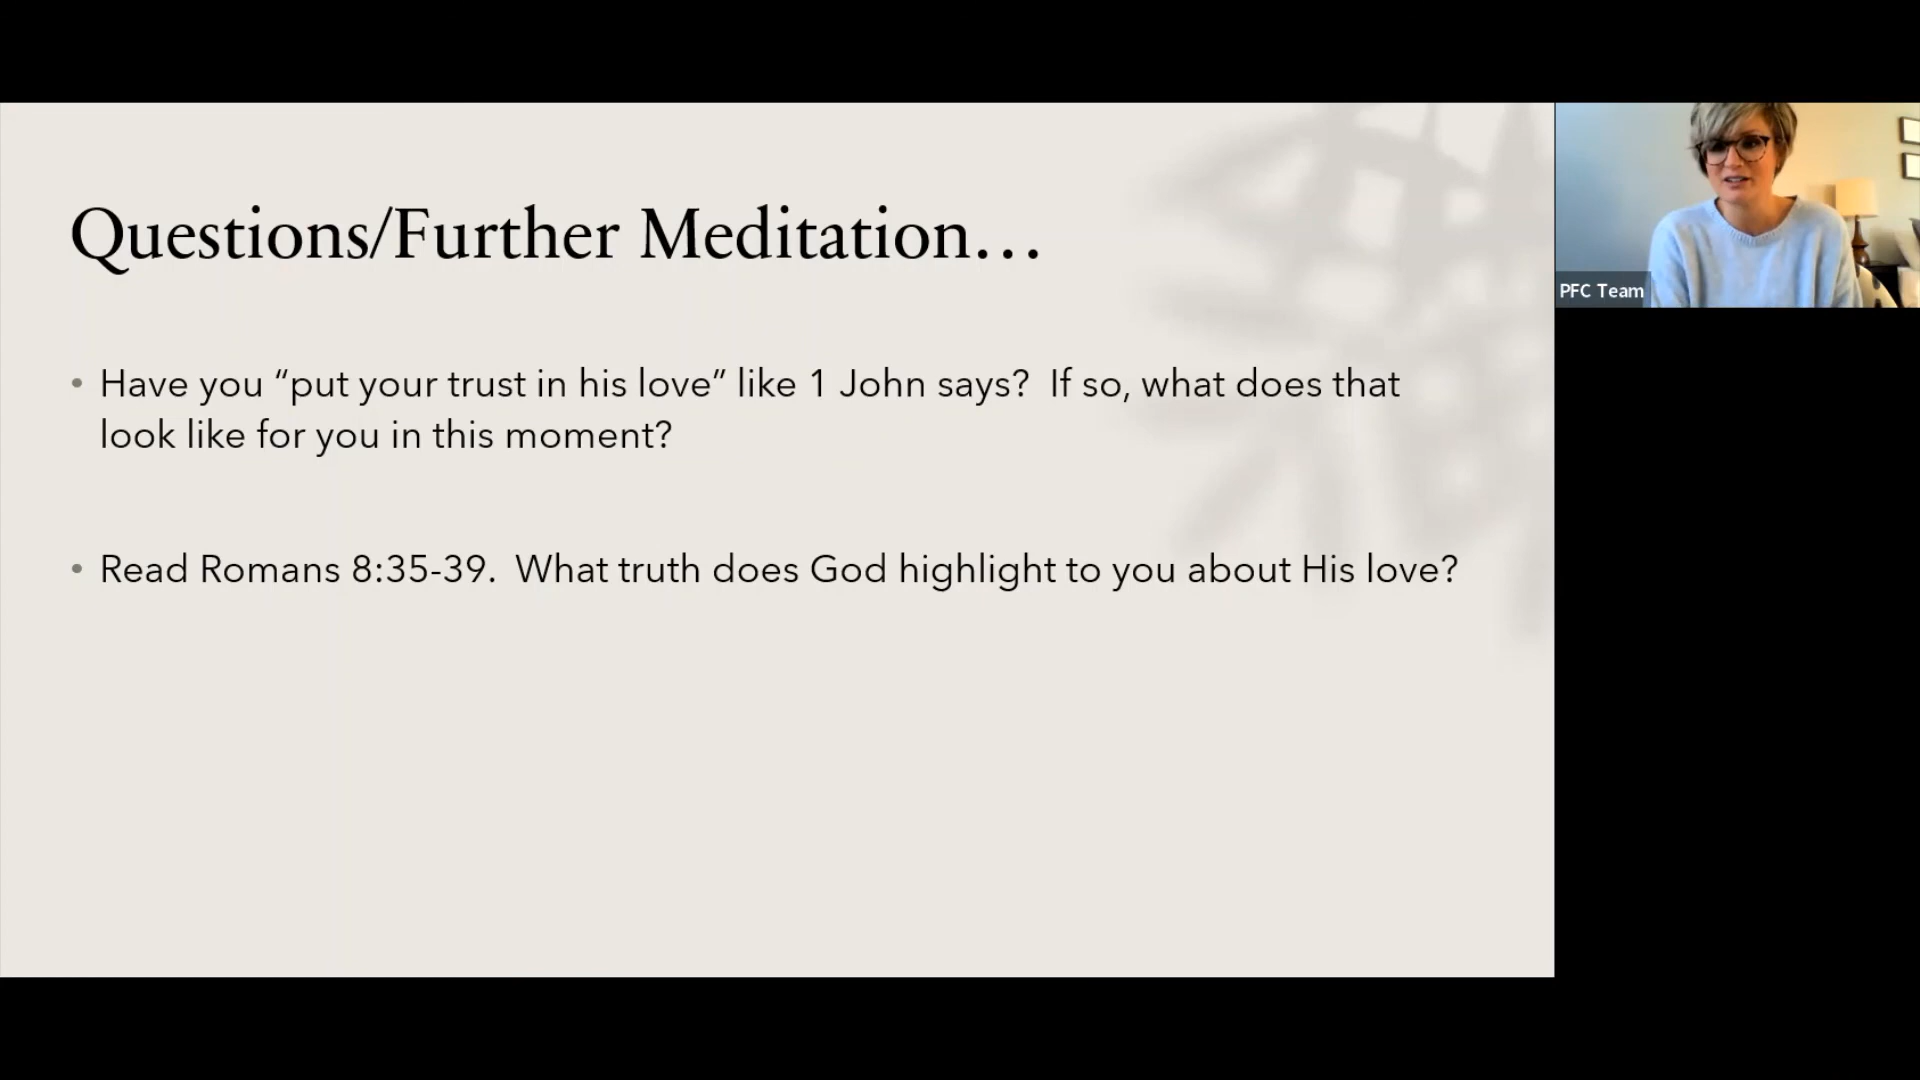 Questions/Further Meditation…
• Have you “put your trust in his love” like 1 John says?  If so, what does that
look like for you in this moment?
• Read Romans 8:35-39.  What truth does God highlight to you about His love?
PFC Team